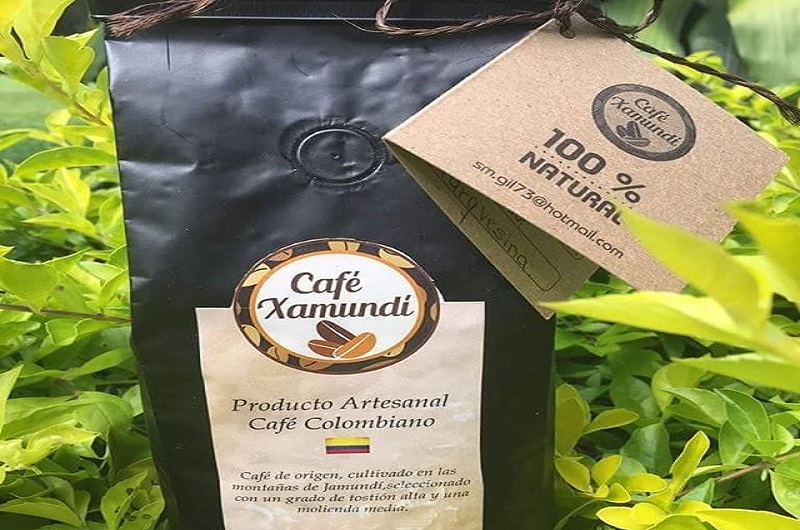 Café
Xamundí
100 %
NATURAL
sm.gil73@hotmail.com
Café
Xamundí
Producto Artesanal
Café Colombiano
Café de origen, cultivado en las
montañas de Jamundí,seleccionado
con un grado de tostión alta y una
molienda media.